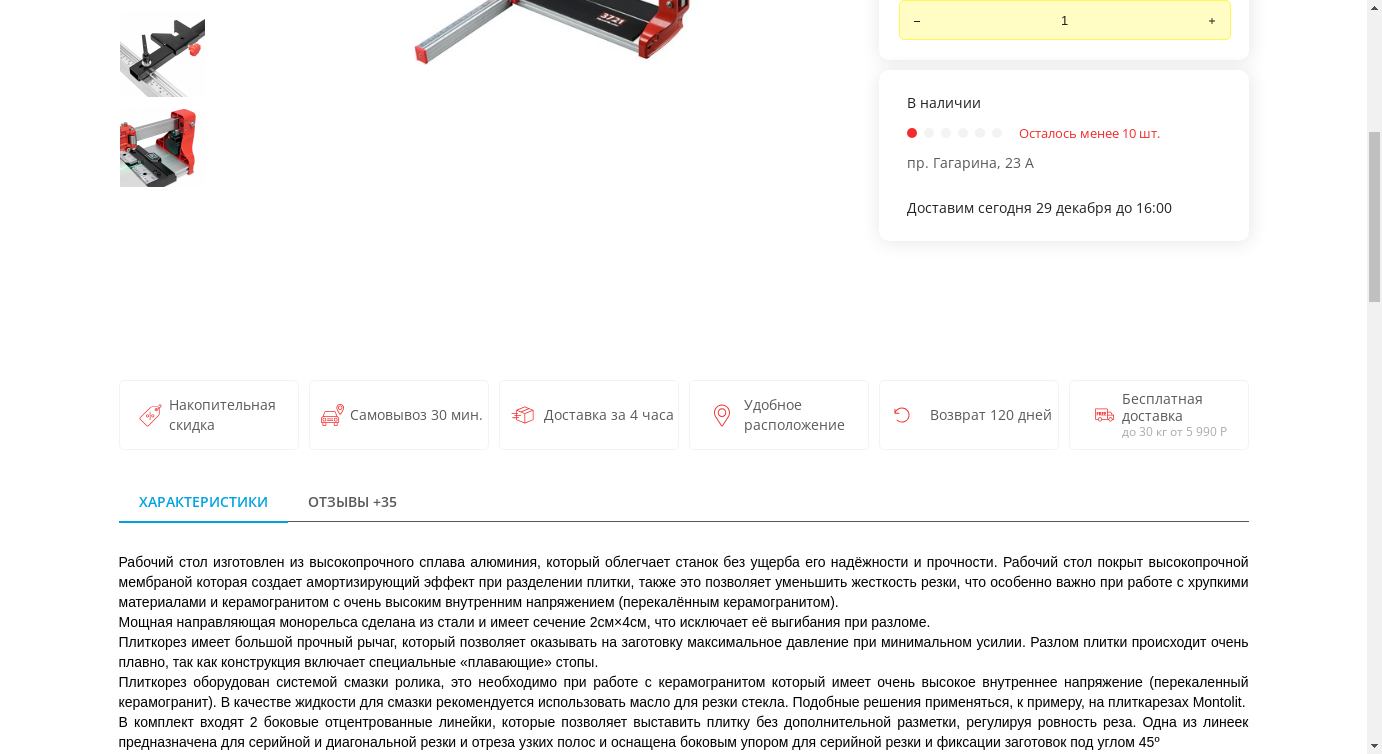 3721
–
1
+
В наличии
Осталось менее 10 шт.
пр. Гагарина, 23 А
Доставим сегодня 29 декабря до 16:00
Накопительная
скидка
Самовывоз 30 мин.
Доставка за 4 часа
Удобное
расположение
Возврат 120 дней
FREE
Бесплатная
доставка
до 30 кг от 5 990 Р
ХАРАКТЕРИСТИКИ
ОТЗЫВЫ +35
Рабочий стол изготовлен из высокопрочного сплава алюминия, который облегчает станок без ущерба его надёжности и прочности. Рабочий стол покрыт высокопрочной
мембраной которая создает амортизирующий эффект при разделении плитки, также это позволяет уменьшить жесткость резки, что особенно важно при работе с хрупкими
материалами и керамогранитом с очень высоким внутренним напряжением (перекалённым керамогранитом).
Мощная направляющая монорельса сделана из стали и имеет сечение 2см×4см, что исключает её выгибания при разломе.
Плиткорез имеет большой прочный рычаг, который позволяет оказывать на заготовку максимальное давление при минимальном усилии. Разлом плитки происходит очень
плавно, так как конструкция включает специальные «плавающие» стопы.
Плиткорез оборудован системой смазки ролика, это необходимо при работе с керамогранитом который имеет очень высокое внутреннее напряжение (перекаленный
керамогранит). В качестве жидкости для смазки рекомендуется использовать масло для резки стекла. Подобные решения применяться, к примеру, на плиткарезах Montolit.
В комплект входят 2 боковые отцентрованные линейки, которые позволяет выставить плитку без дополнительной разметки, регулируя ровность реза. Одна из линеек
предназначена для серийной и диагональной резки и отреза узких полос и оснащена боковым упором для серийной резки и фиксации заготовок под углом 45º